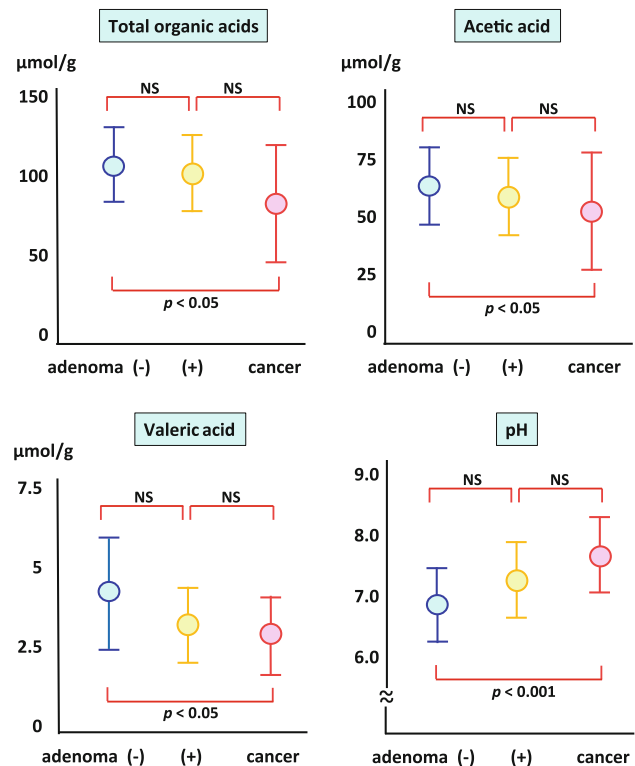 Total organic acids
μmol/g
150
100
50
0
NS
NS
p < 0.05
adenoma (-) (+) cancer
Acetic acid
μmol/g
100
75
50
25
0
NS
NS
p < 0.05
adenoma (-) (+) cancer
Valeric acid
μmol/g
7.5
5
2.5
0
NS
NS
p < 0.05
adenoma (-) (+) cancer
pH
9.0
8.0
7.0
6.0
≈
NS
NS
p < 0.001
adenoma (-) (+) cancer